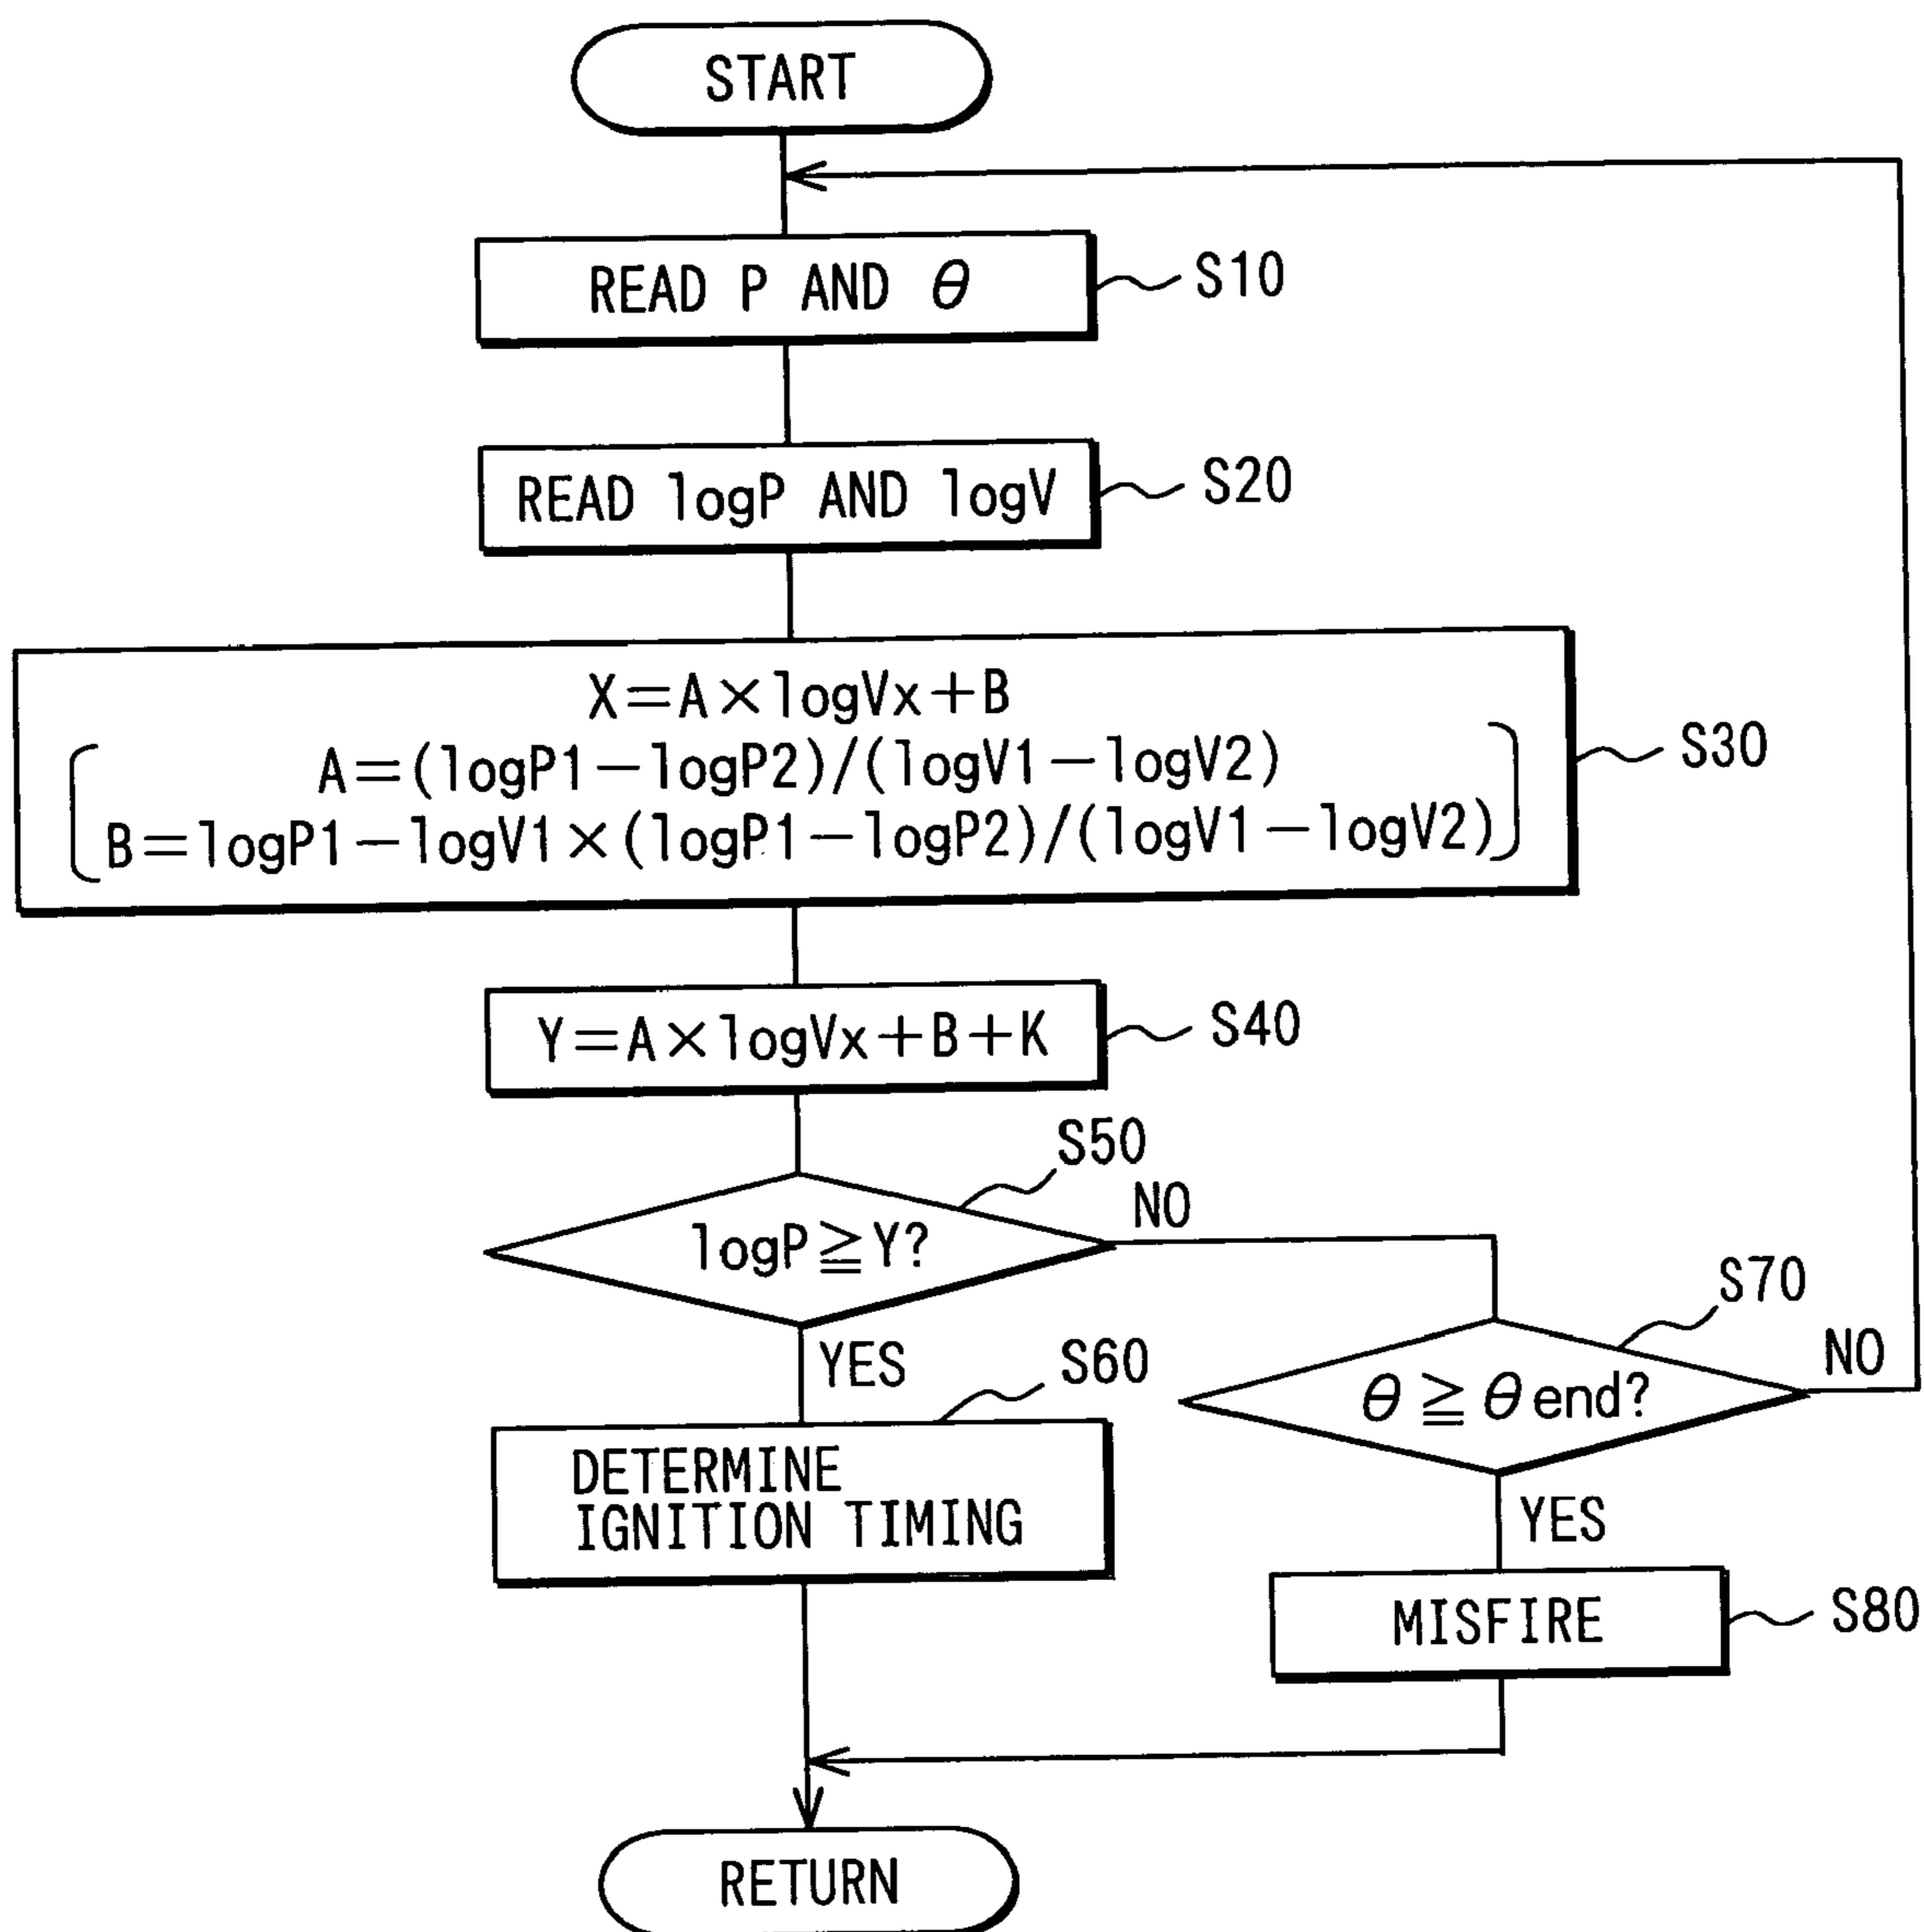 START
READ P AND θ
S10
READ logP AND logV
S20
X=A×logVx+B
A=(logP1-logP2)/(logV1-logV2)
B=logP1-logV1×(logP1-logP2)/(logV1-logV2)
S30
Y=A×logVx+B+K
S40
S50
logP≧Y?
NO
YES
S60
DETERMINE
IGNITION TIMING
S70
θ≧θend?
NO
YES
MISFIRE
S80
RETURN